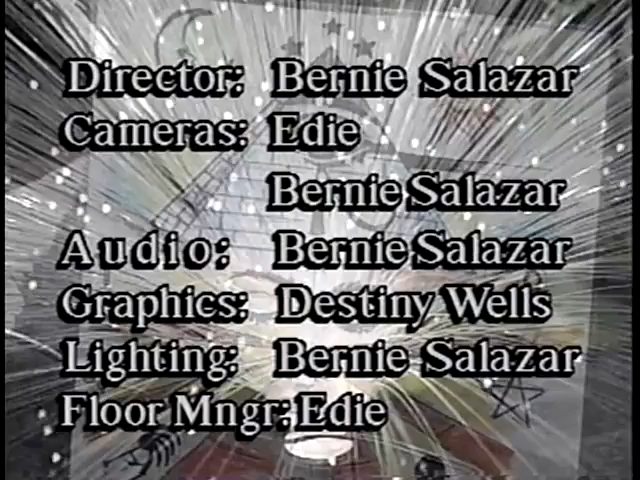 Director: Bernie Salazar
Cameras: Edie
Bernie Salazar
Audio: Bernie Salazar
Graphics: Destiny Wells
Lighting: Bernie Salazar
Floor Mngr: Edie